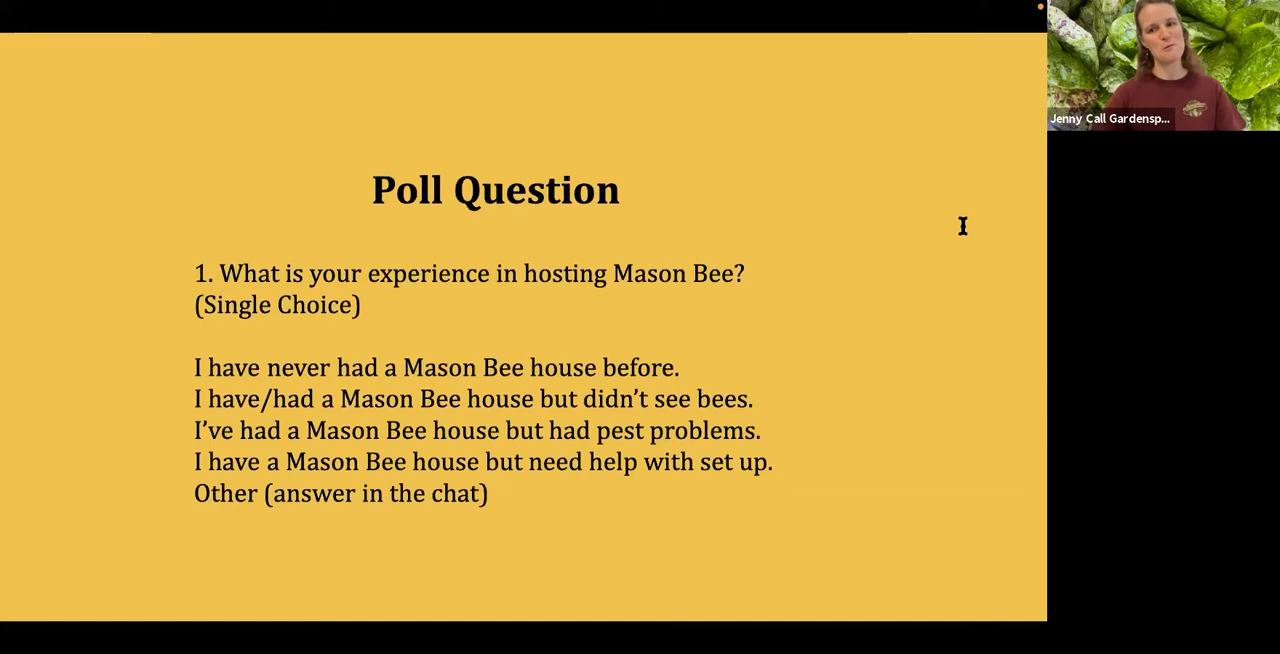 Poll Question
1. What is your experience in hosting Mason Bee?
(Single Choice)
I have never had a Mason Bee house before.
I have/had a Mason Bee house but didn’t see bees.
I’ve had a Mason Bee house but had pest problems.
I have a Mason Bee house but need help with set up.
Other (answer in the chat)
Jenny Call Gardensp...